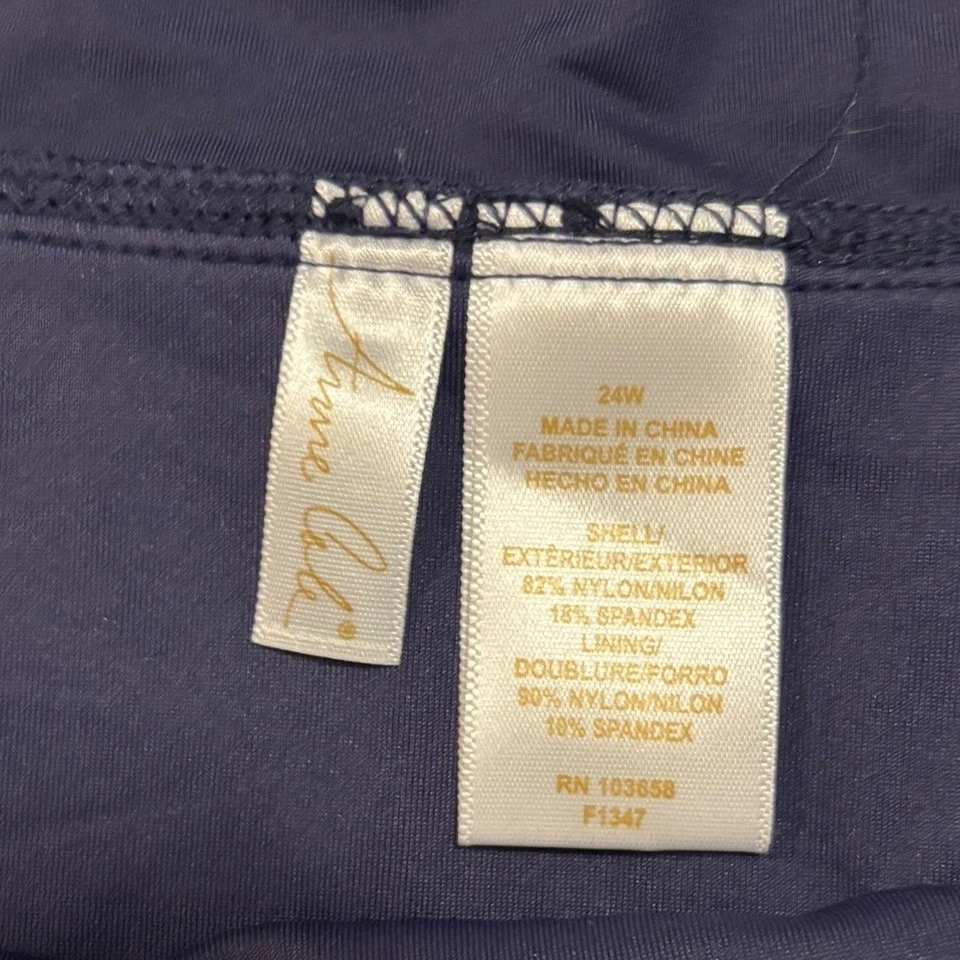 Anne Cole®
24W
MADE IN CHINA
FABRIQUÉ EN CHINE
HECHO EN CHINA
SHELL/
EXTÉRIEUR/EXTERIOR
82% NYLON/NILON
18% SPANDEX
LINING/
DOUBLURE/FORRO
90% NYLON/NILON
10% SPANDEX
RN 103658
F1347